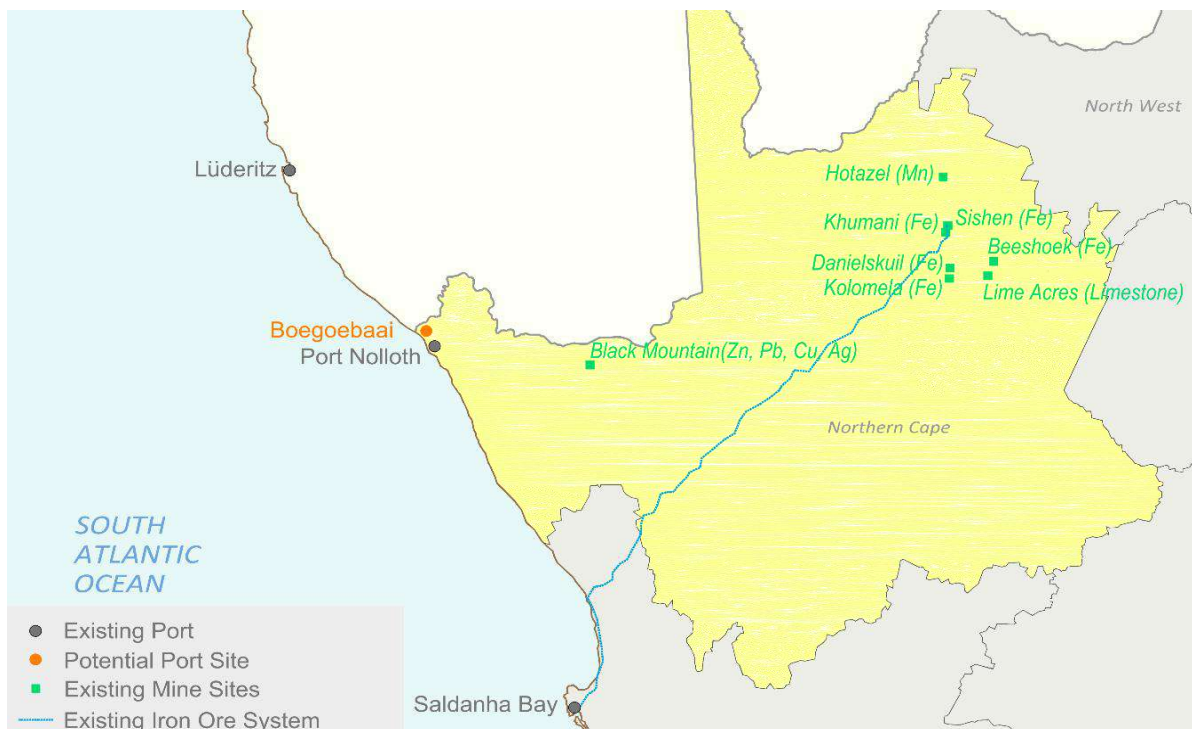 North West
Lüderitz
Hotazel (Mn)
Khumani (Fe)
Sishen (Fe)
Beeshoek (Fe)
Danielskuil (Fe)
Kolomela (Fe)
Lime Acres (Limestone)
Boegoebaai
Port Nolloth
Black Mountain(Zn, Pb, Cu, Ag)
Northern Cape
SOUTH
ATLANTIC
OCEAN
Existing Port
Potential Port Site
Existing Mine Sites
Existing Iron Ore System
Saldanha Bay